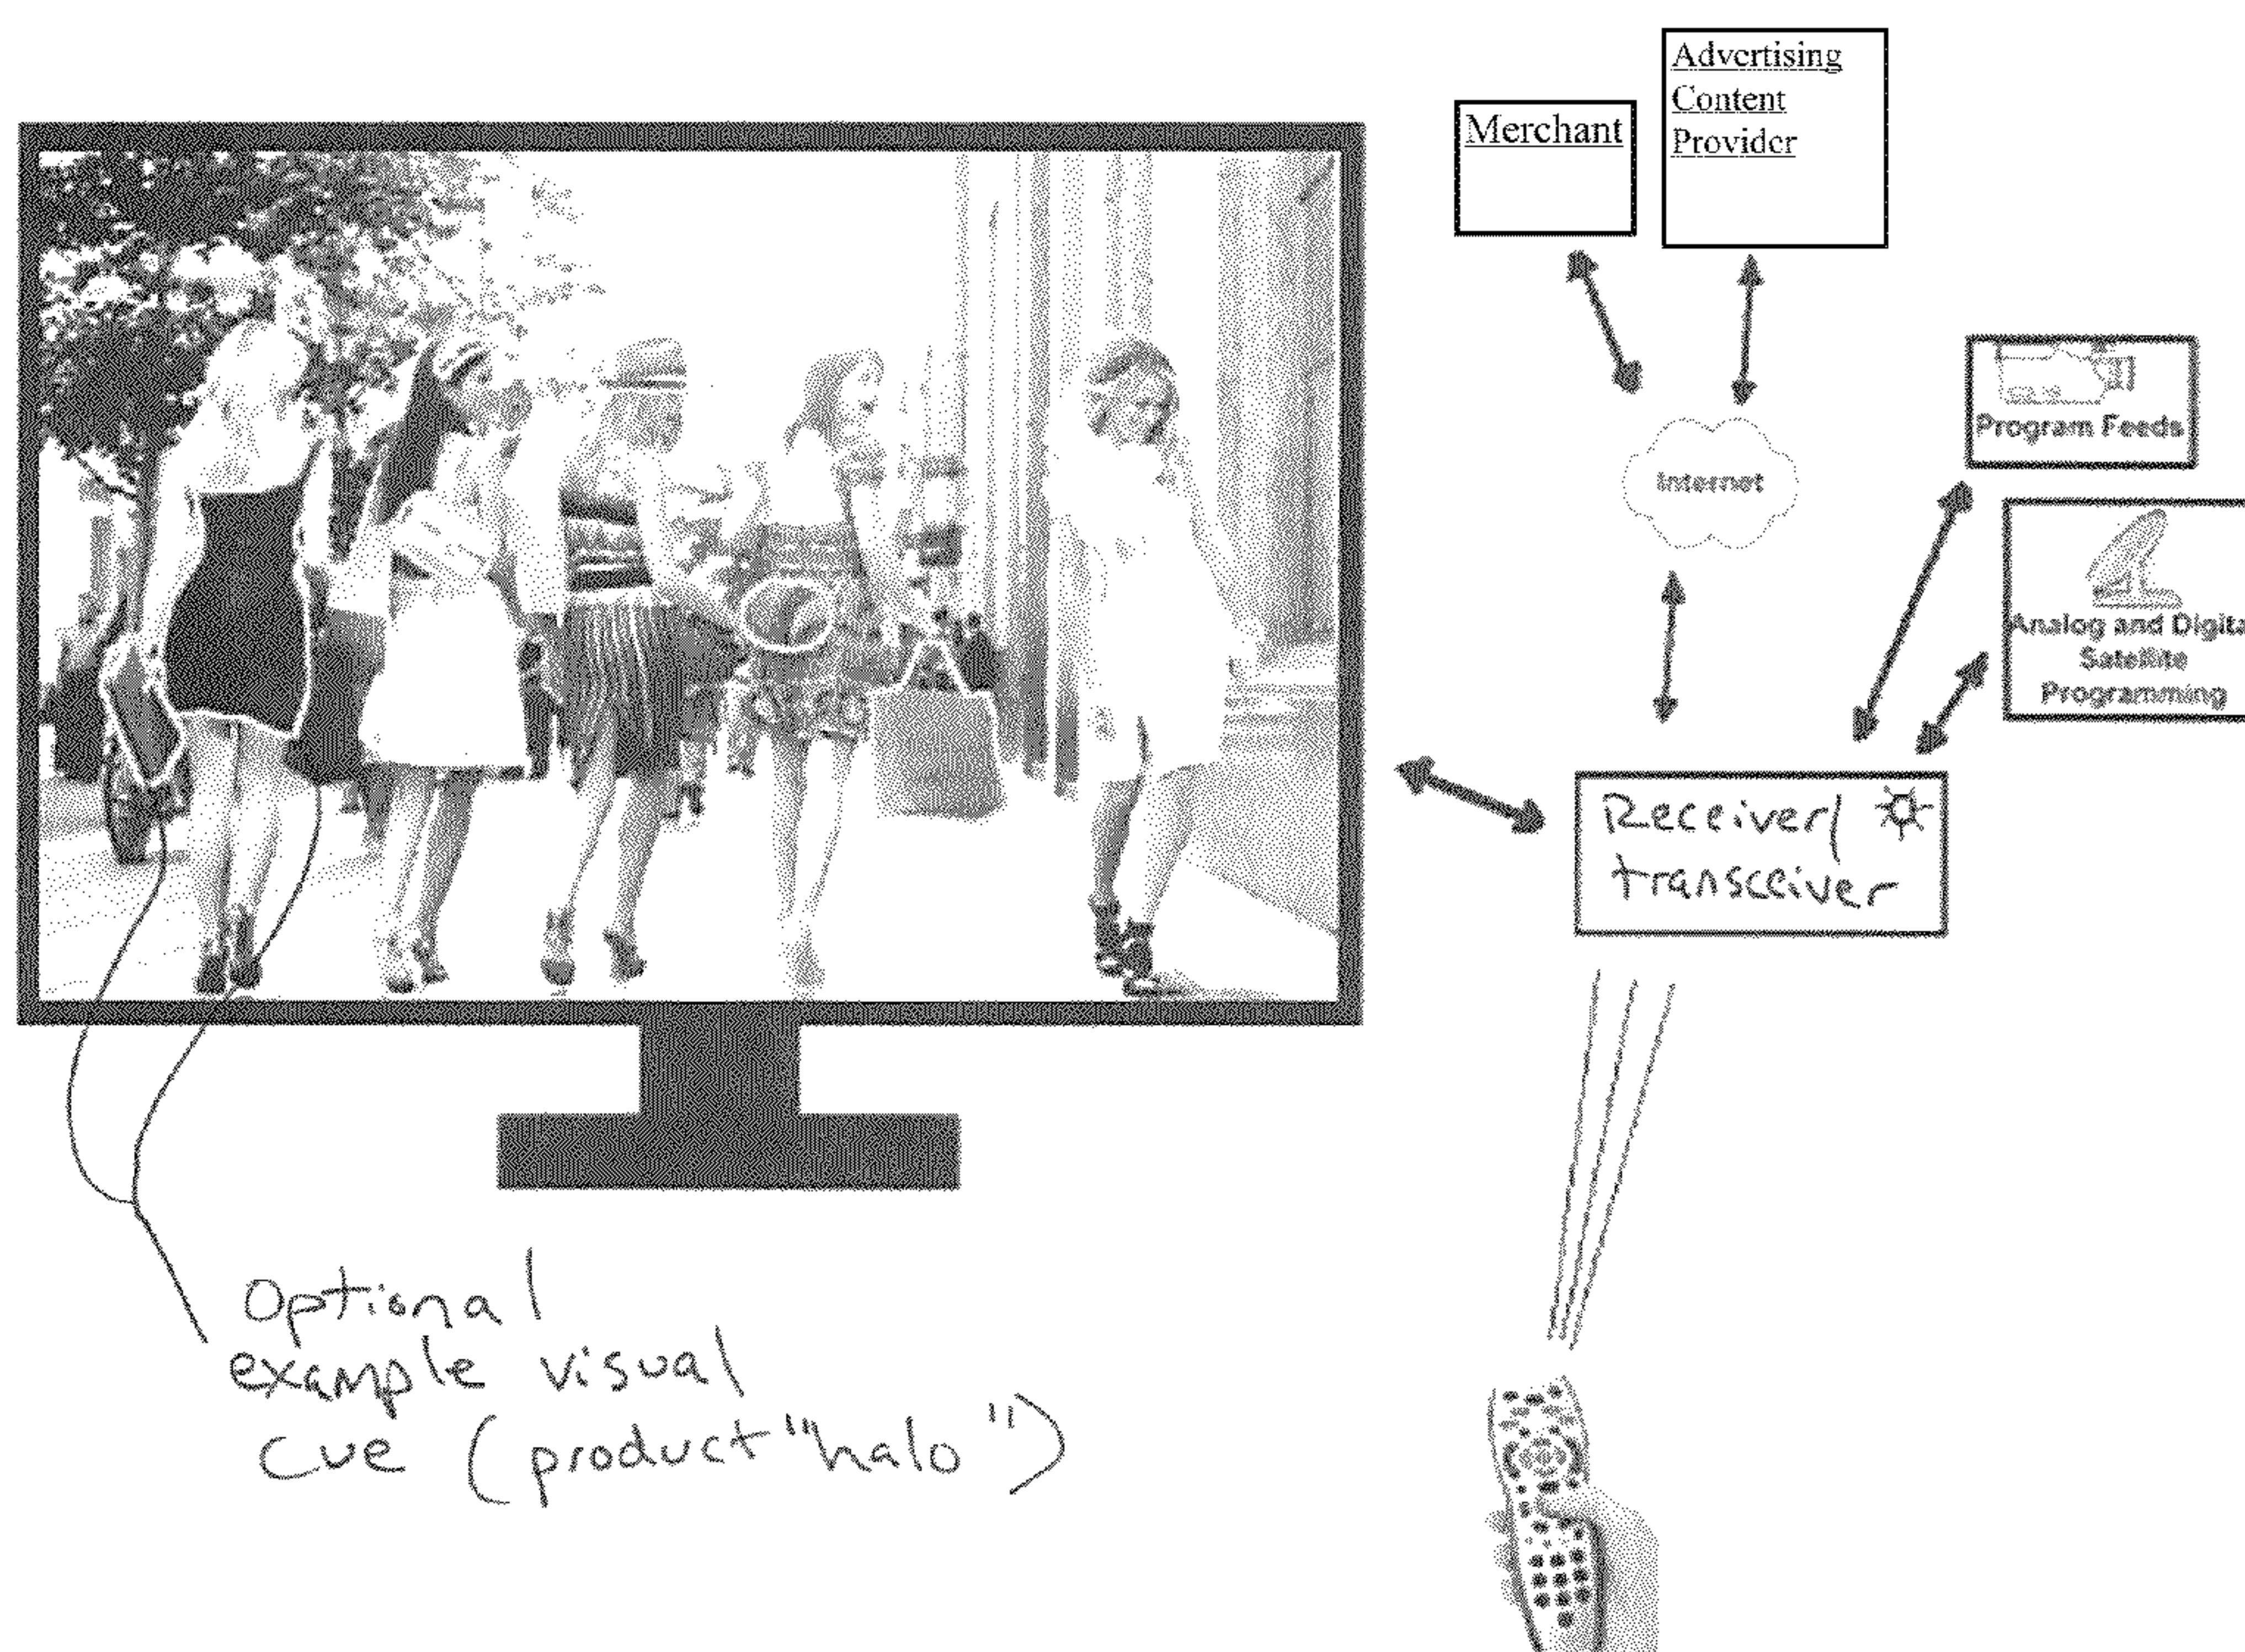 Merchant
Advertising
Content
Provider
Program Feeds
Internet
Analog and Digita
Satellite
Programming
Receiver/
transceiver
Optional
example visual
cue (product "halo")